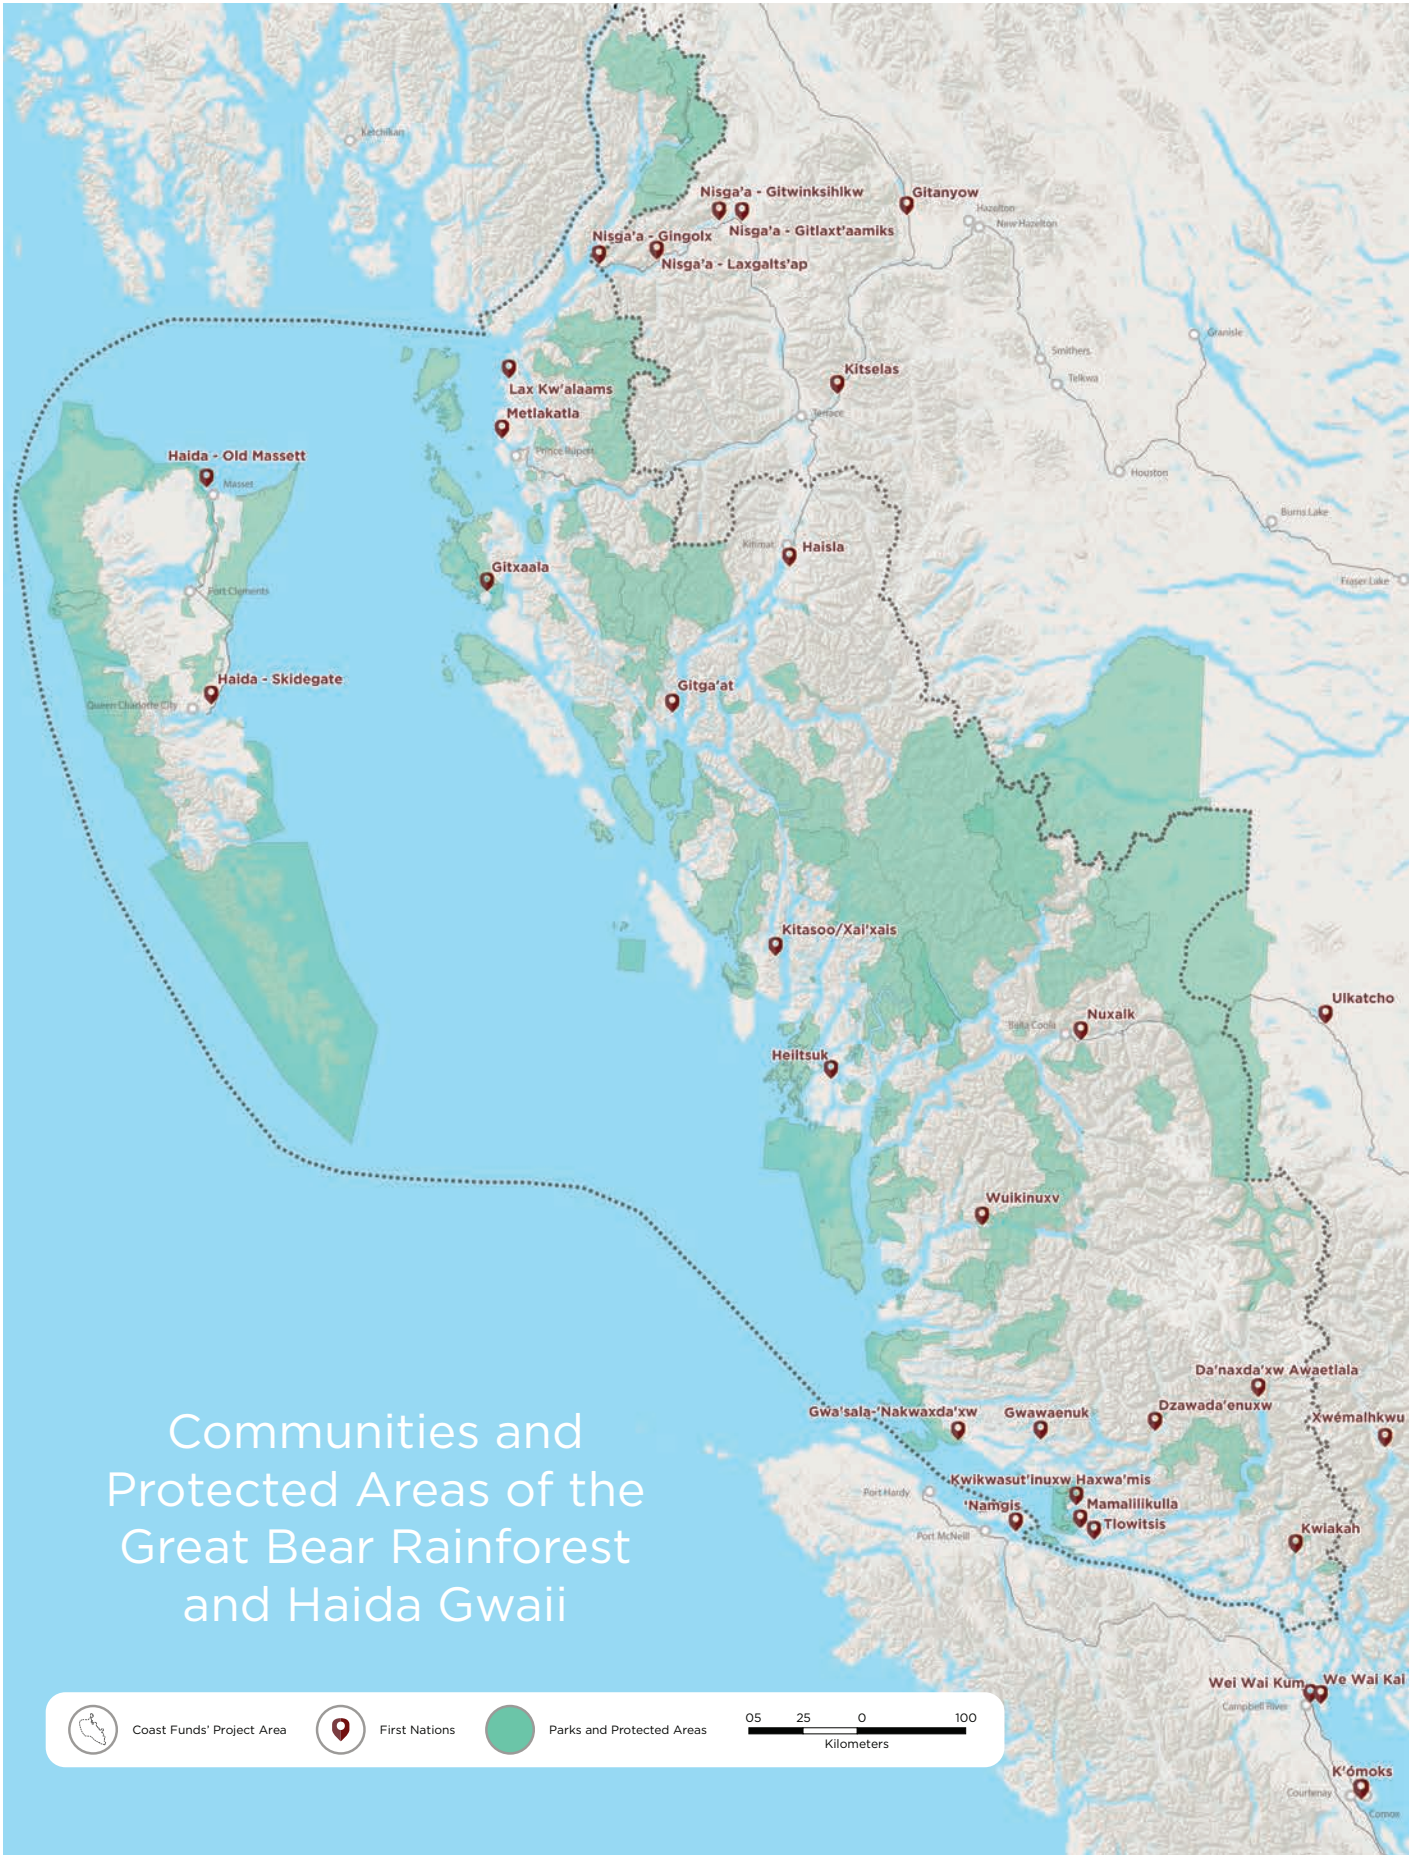 Ketchikan
Nisga'a - Gitwinksihlkw
Gitanyow
Hazelton
New Hazelton
Nisga'a - Gitlaxt'aamiks
Nisga'a - Gingolx
Nisga'a - Laxgalts'ap
Granisle
Smithers
Telkwa
Kitselas
Lax Kw'alaams
Metlakatla
Terrace
Prince Rupert
Haida - Old Massett
Masset
Houston
Burns Lake
Kitimat
Haisla
Gitxaala
Fraser Lake
Port Clements
Haida - Skidegate
Queen Charlotte City
Gitga'at
Kitasoo/Xai'xais
Ulkatcho
Nuxalk
Bella Coola
Heiltsuk
Wuikinuxv
Da'naxda'xw Awaetlala
Dzawada'enuxw
Gwa'sala-'Nakwaxda'xw
Gwawaenuk
Xwémalhkwu
Kwikwasut'inuxw Haxwa'mis
Port Hardy
'Namgis
Mamalilikulla
Tlowitsis
Port McNeill
Kwiakah
Communities and
Protected Areas of the
Great Bear Rainforest
and Haida Gwaii
Wei Wai Kum
We Wai Kai
Campbell River
K'ómoks
Courtenay
Comox
Coast Funds' Project Area
First Nations
Parks and Protected Areas
05 25 0 100
Kilometers